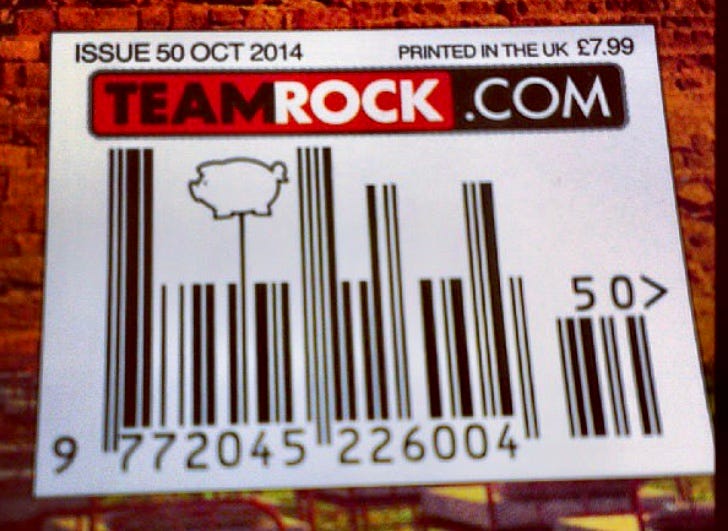 ISSUE 50 OCT 2014 PRINTED IN THE UK £7.99
TEAMROCK.COM
50>
9 772045 226004